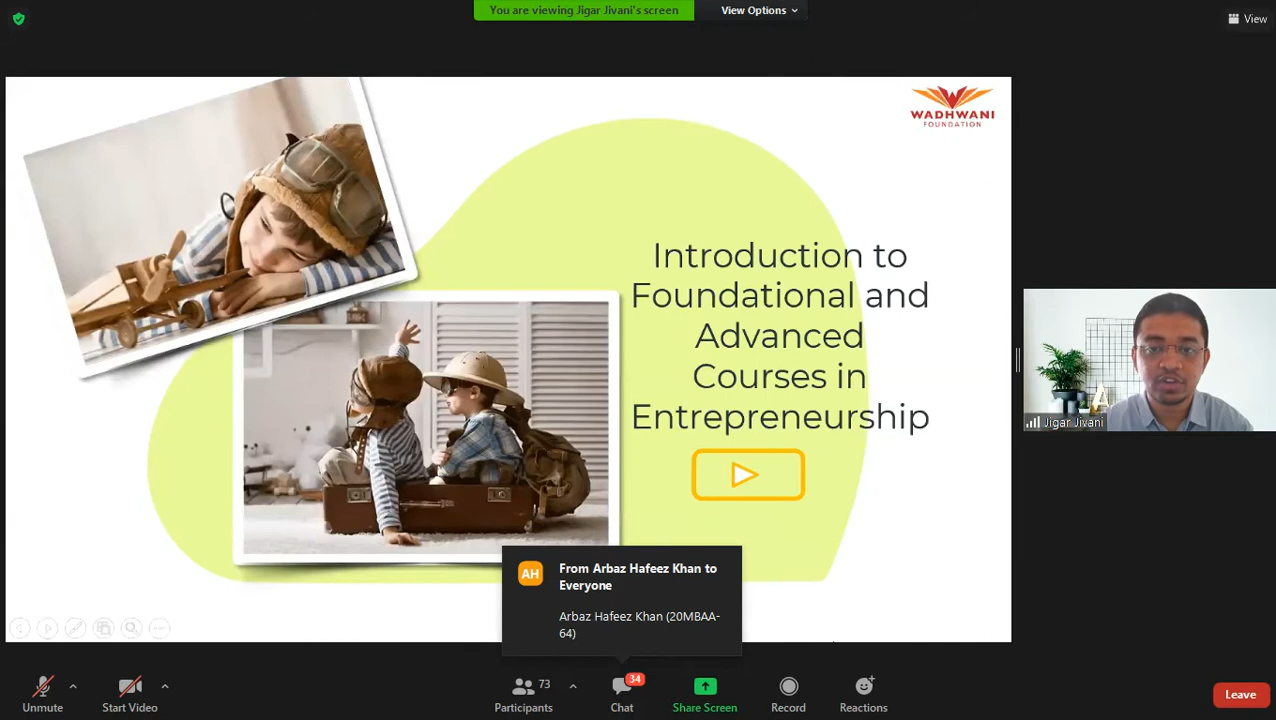 You are viewing Jigar Jivani's screen
View Options
View
WADHWANI
FOUNDATION
Introduction to
Foundational and
Advanced
Courses in
Entrepreneurship
Jigar Jivani
AH
From Arbaz Hafeez Khan to
Everyone
Arbaz Hafeez Khan (20MBAA-
64)
Unmute
Start Video
Participants
73
Chat
34
Share Screen
Record
Reactions
Leave